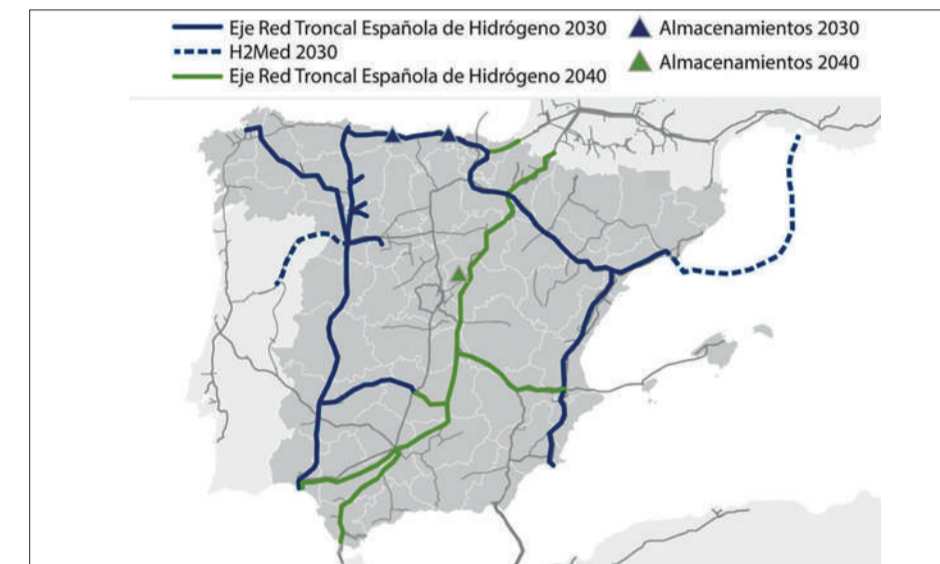 Eje Red Troncal Española de Hidrógeno 2030
H2Med 2030
Eje Red Troncal Española de Hidrógeno 2040
Almacenamientos 2030
Almacenamientos 2040